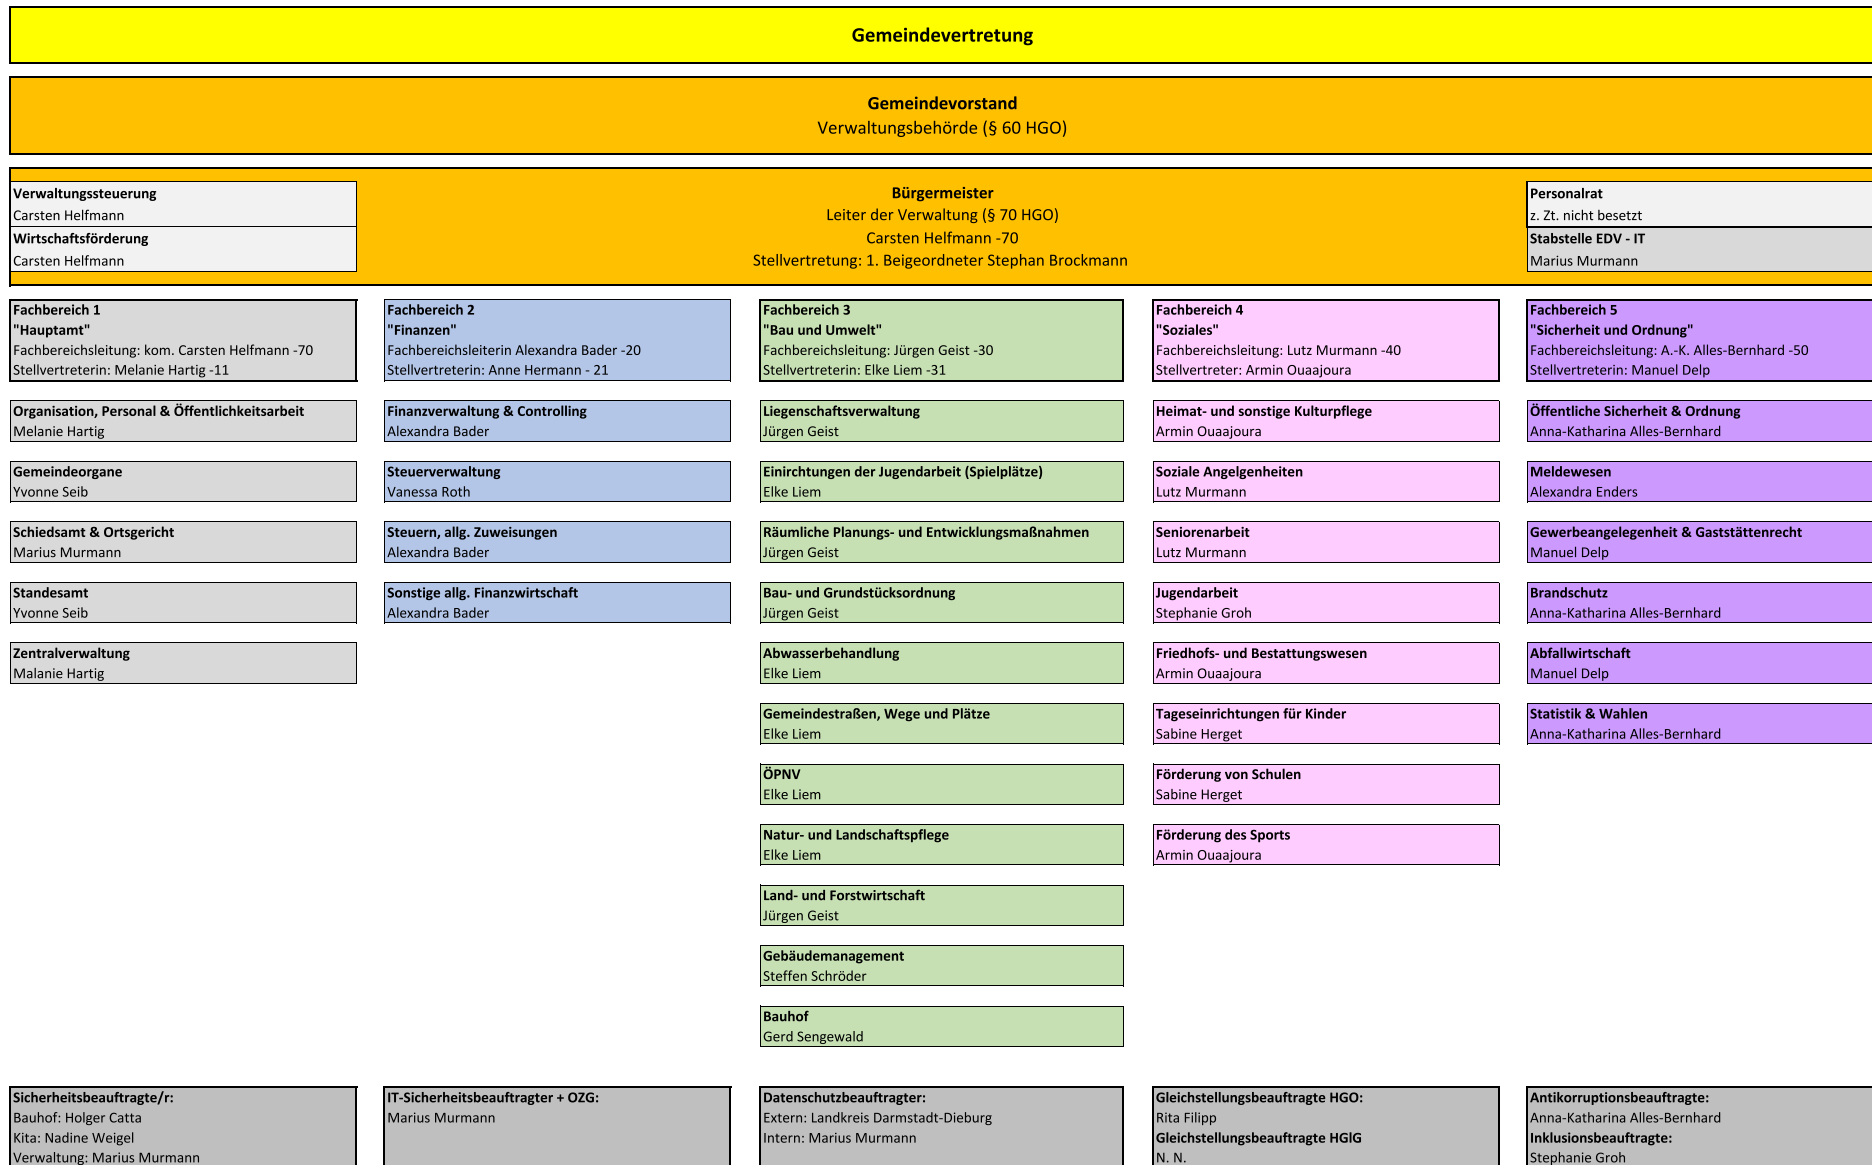 Gemeindevertretung
Gemeindevorstand
Verwaltungsbehörde (§ 60 HGO)
Verwaltungssteuerung
Carsten Helfmann
Wirtschaftsförderung
Carsten Helfmann
Bürgermeister
Leiter der Verwaltung (§ 70 HGO)
Carsten Helfmann -70
Stellvertretung: 1. Beigeordneter Stephan Brockmann
Personalrat
z. Zt. nicht besetzt
Stabstelle EDV - IT
Marius Murmann
Fachbereich 1
"Hauptamt"
Fachbereichsleitung: kom. Carsten Helfmann -70
Stellvertreterin: Melanie Hartig -11
Organisation, Personal & Öffentlichkeitsarbeit
Melanie Hartig
Gemeindeorgane
Yvonne Seib
Schiedsamt & Ortsgericht
Marius Murmann
Standesamt
Yvonne Seib
Zentralverwaltung
Malanie Hartig
Fachbereich 2
"Finanzen"
Fachbereichsleiterin Alexandra Bader -20
Stellvertreterin: Anne Hermann - 21
Finanzverwaltung & Controlling
Alexandra Bader
Steuerverwaltung
Vanessa Roth
Steuern, allg. Zuweisungen
Alexandra Bader
Sonstige allg. Finanzwirtschaft
Alexandra Bader
Fachbereich 3
"Bau und Umwelt"
Fachbereichsleitung: Jürgen Geist -30
Stellvertreterin: Elke Liem -31
Liegenschaftsverwaltung
Jürgen Geist
Einirchtungen der Jugendarbeit (Spielplätze)
Elke Liem
Räumliche Planungs- und Entwicklungsmaßnahmen
Jürgen Geist
Bau- und Grundstücksordnung
Jürgen Geist
Abwasserbehandlung
Elke Liem
Gemeindestraßen, Wege und Plätze
Elke Liem
ÖPNV
Elke Liem
Natur- und Landschaftspflege
Elke Liem
Land- und Forstwirtschaft
Jürgen Geist
Gebäudemanagement
Steffen Schröder
Bauhof
Gerd Sengewald
Fachbereich 4
"Soziales"
Fachbereichsleitung: Lutz Murmann -40
Stellvertreter: Armin Ouaajoura
Heimat- und sonstige Kulturpflege
Armin Ouaajoura
Soziale Angelgenheiten
Lutz Murmann
Seniorenarbeit
Lutz Murmann
Jugendarbeit
Stephanie Groh
Friedhofs- und Bestattungswesen
Armin Ouaajoura
Tageseinrichtungen für Kinder
Sabine Herget
Förderung von Schulen
Sabine Herget
Förderung des Sports
Armin Ouaajoura
Fachbereich 5
"Sicherheit und Ordnung"
Fachbereichsleitung: A.-K. Alles-Bernhard -50
Stellvertreterin: Manuel Delp
Öffentliche Sicherheit & Ordnung
Anna-Katharina Alles-Bernhard
Meldewesen
Alexandra Enders
Gewerbeangelegenheit & Gaststättenrecht
Manuel Delp
Brandschutz
Anna-Katharina Alles-Bernhard
Abfallwirtschaft
Manuel Delp
Statistik & Wahlen
Anna-Katharina Alles-Bernhard
Sicherheitsbeauftragte/r:
Bauhof: Holger Catta
Kita: Nadine Weigel
Verwaltung: Marius Murmann
IT-Sicherheitsbeauftragter + OZG:
Marius Murmann
Datenschutzbeauftragter:
Extern: Landkreis Darmstadt-Dieburg
Intern: Marius Murmann
Gleichstellungsbeauftragte HGO:
Rita Filipp
Gleichstellungsbeauftragte HGlG
N. N.
Antikorruptionsbeauftragte:
Anna-Katharina Alles-Bernhard
Inklusionsbeauftragte:
Stephanie Groh